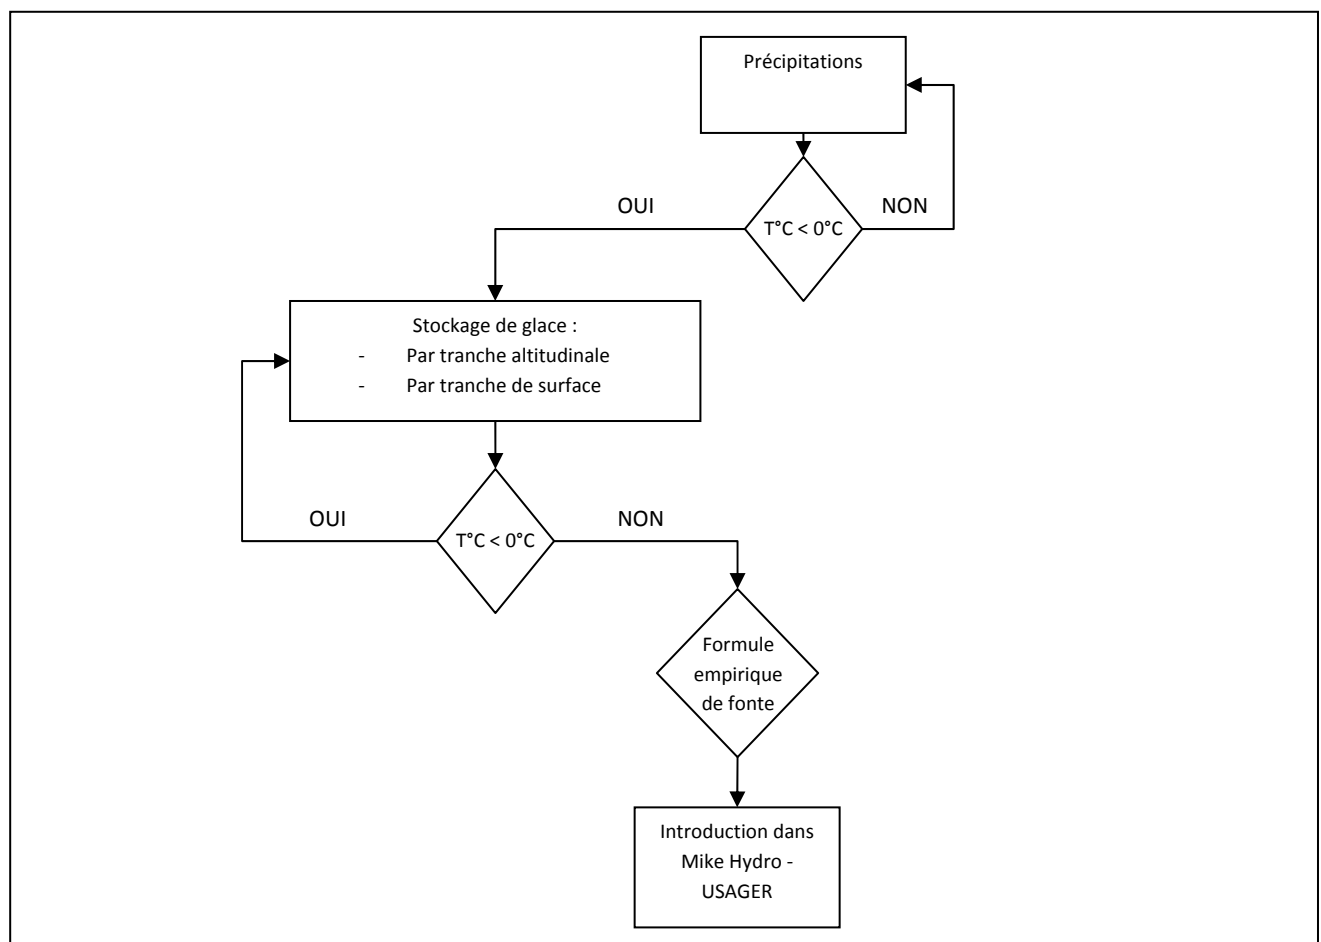 Précipitations
OUI
NON
T°C < 0°C
Stockage de glace :
- Par tranche altitudinale
- Par tranche de surface
OUI
NON
T°C < 0°C
Formule
empirique
de fonte
Introduction dans
Mike Hydro -
USAGER